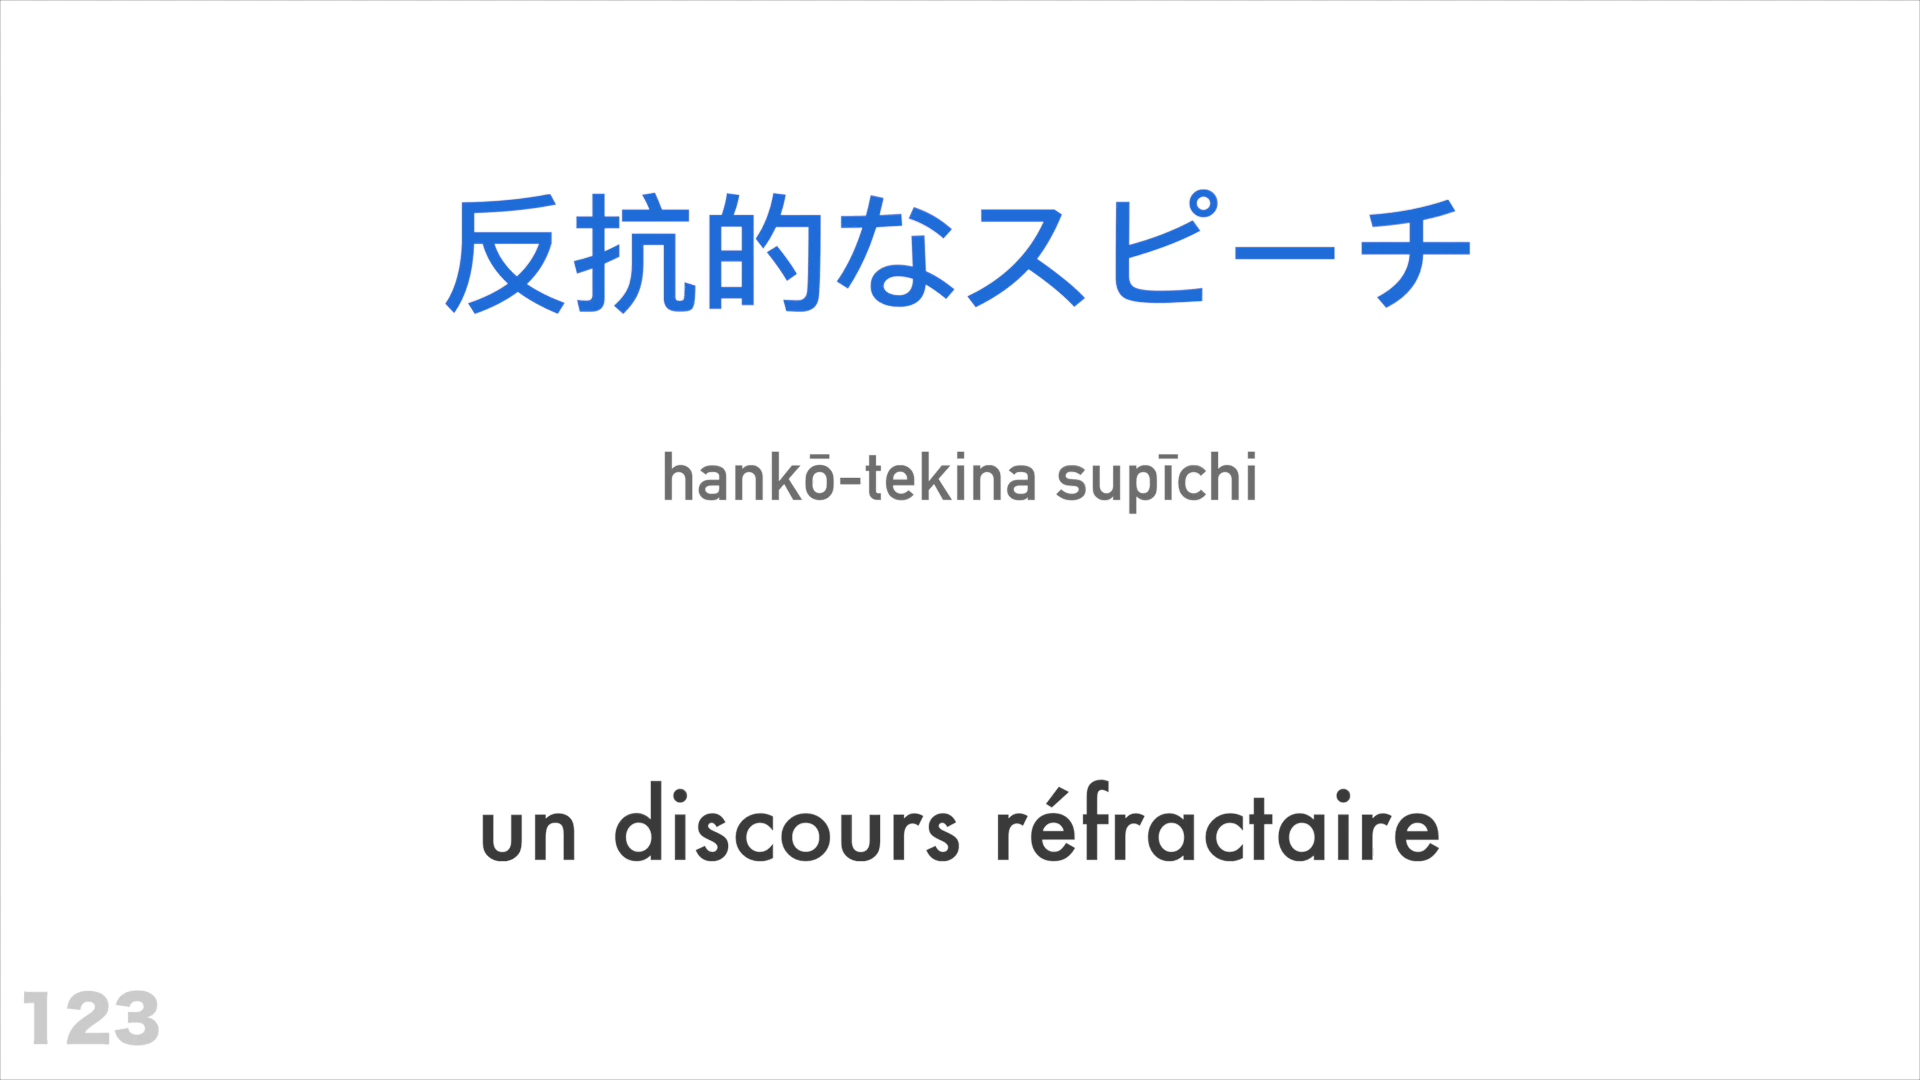 反抗的なスピーチ
hankō-tekina supīchi
un discours réfractaire
123